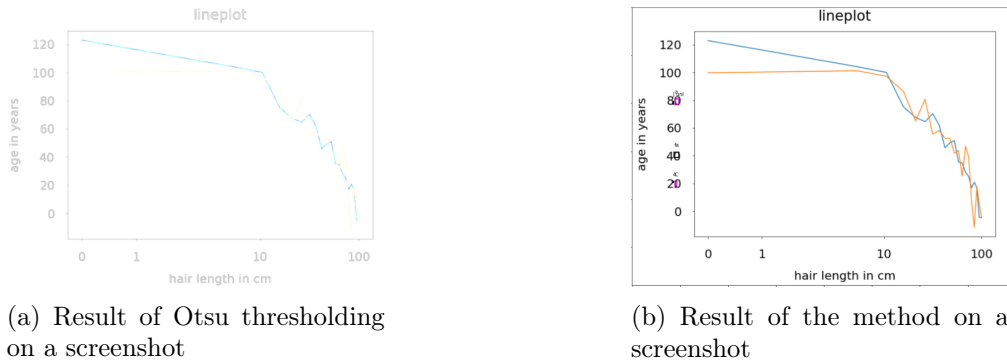 lineplot
120
100
80
60
40
20
0
age in years
0 1 10 100
hair length in cm
(a) Result of Otsu thresholding
on a screenshot
lineplot
120
100
80
60
40
20
0
age in years
0 1 10 100
hair length in cm
(b) Result of the method on a
screenshot